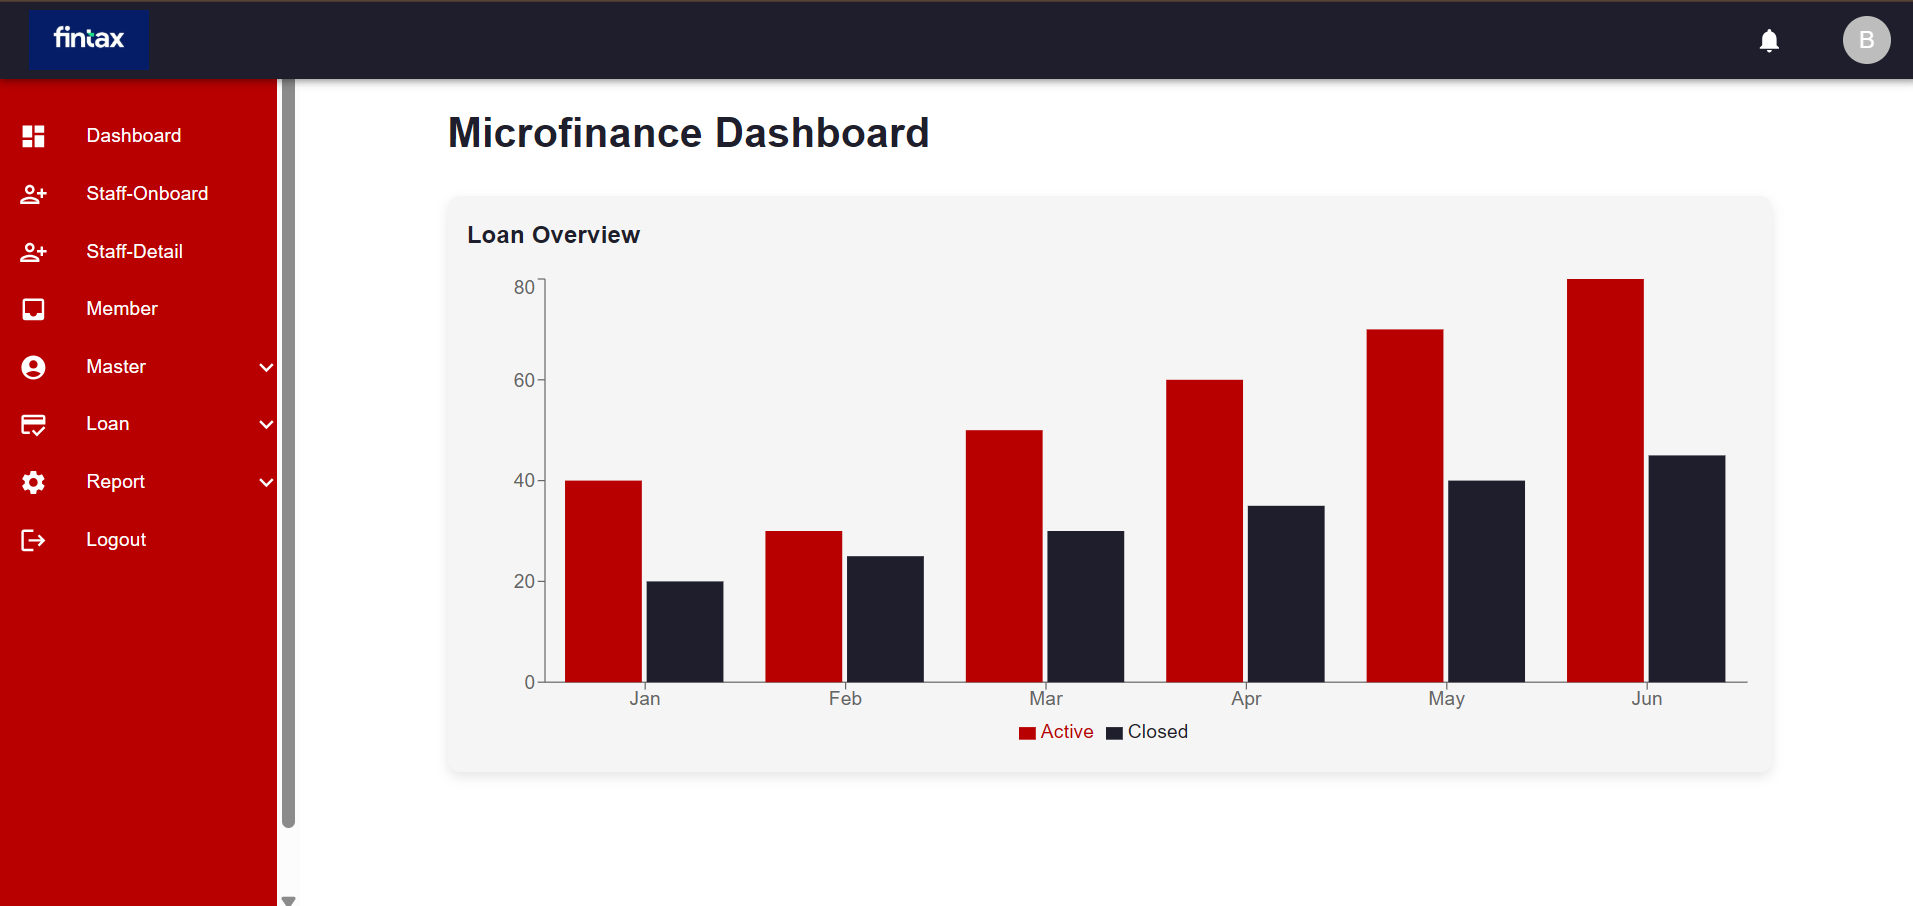 fintax
B
Dashboard
Staff-Onboard
Staff-Detail
Member
Master
Loan
Report
Logout
Microfinance Dashboard
Loan Overview
80
60
40
20
0
Jan Feb Mar Apr May Jun
Active Closed